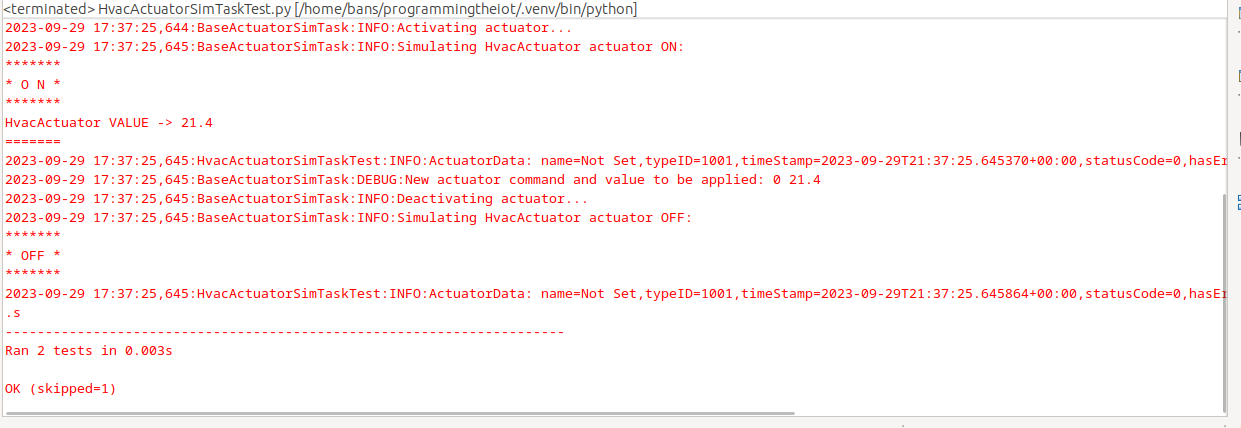 <terminated> HvacActuatorSimTaskTest.py [/home/bans/programmingtheiot/.venv/bin/python]
2023-09-29 17:37:25,644:BaseActuatorSimTask:INFO:Activating actuator...
2023-09-29 17:37:25,645:BaseActuatorSimTask:INFO:Simulating HvacActuator actuator ON:
*******
* O N *
*******
HvacActuator VALUE -> 21.4
=======
2023-09-29 17:37:25,645:HvacActuatorSimTaskTest:INFO:ActuatorData: name=Not Set,typeID=1001,timeStamp=2023-09-29T21:37:25.645370+00:00,statusCode=0,hasEr
2023-09-29 17:37:25,645:BaseActuatorSimTask:DEBUG:New actuator command and value to be applied: 0 21.4
2023-09-29 17:37:25,645:BaseActuatorSimTask:INFO:Deactivating actuator...
2023-09-29 17:37:25,645:BaseActuatorSimTask:INFO:Simulating HvacActuator actuator OFF:
*******
* OFF *
*******
2023-09-29 17:37:25,645:HvacActuatorSimTaskTest:INFO:ActuatorData: name=Not Set,typeID=1001,timeStamp=2023-09-29T21:37:25.645864+00:00,statusCode=0,hasEr
.s
----------------------------------------------------------------------
Ran 2 tests in 0.003s
OK (skipped=1)